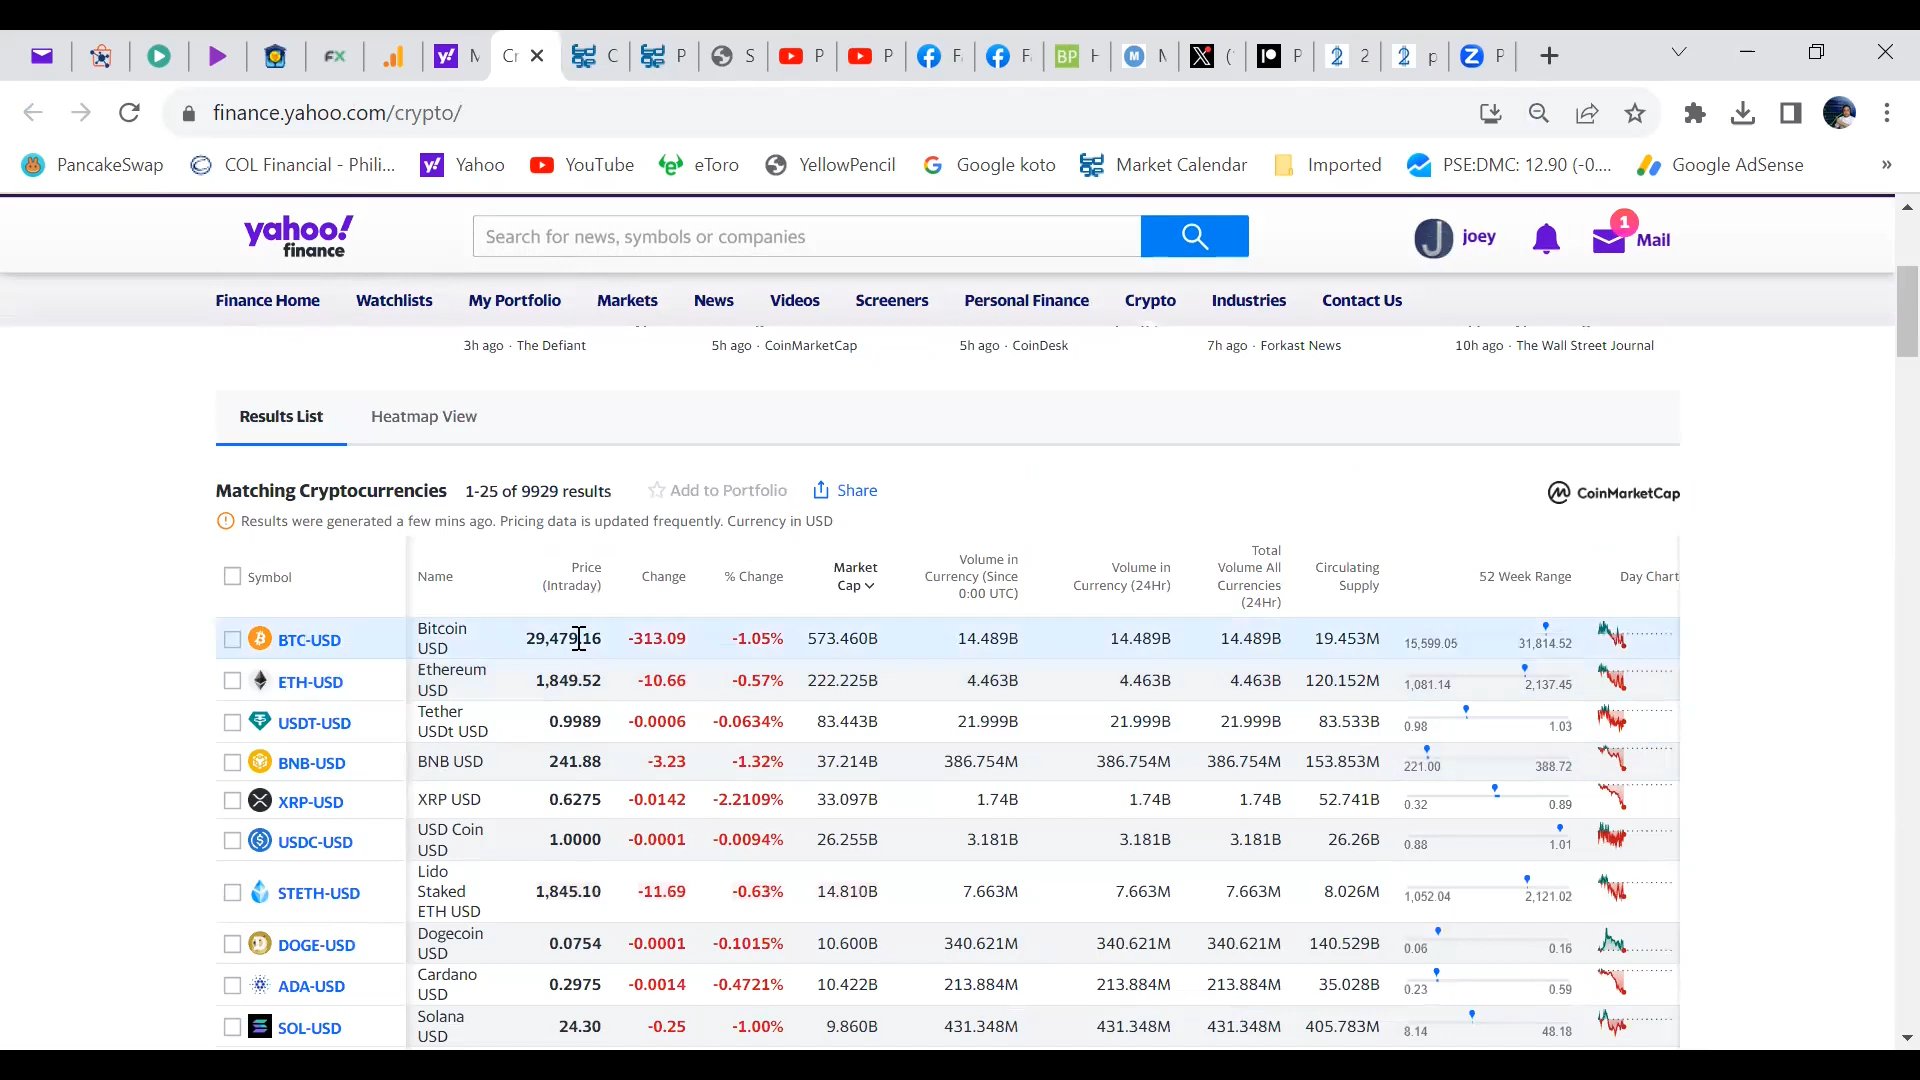 FX
y! M
Cr
C
P
S
P
P
F
F
BP H
M
(
P
2 2
2 p
Z P
finance.yahoo.com/crypto/
PancakeSwap
COL Financial - Phili...
Yahoo
YouTube
eToro
YellowPencil
Google koto
Market Calendar
Imported
PSE:DMC: 12.90 (-0....
Google AdSense
»
yahoo!
finance
Search for news, symbols or companies
J joey
1
Mail
Finance Home Watchlists My Portfolio Markets News Videos Screeners Personal Finance Crypto Industries Contact Us
3h ago · The Defiant
5h ago · CoinMarketCap
5h ago · CoinDesk
7h ago · Forkast News
10h ago · The Wall Street Journal
Results List Heatmap View
Matching Cryptocurrencies 1-25 of 9929 results Add to Portfolio Share
CoinMarketCap
Results were generated a few mins ago. Pricing data is updated frequently. Currency in USD
Symbol
Name
Price
(Intraday)
Change
% Change
Market
Cap
Volume in
Currency (Since
0:00 UTC)
Volume in
Currency (24Hr)
Total
Volume All
Currencies
(24Hr)
Circulating
Supply
52 Week Range
Day Chart
BTC-USD Bitcoin USD 29,479.16 -313.09 -1.05% 573.460B 14.489B 14.489B 14.489B 19.453M 15,599.05 31,814.52
ETH-USD Ethereum USD 1,849.52 -10.66 -0.57% 222.225B 4.463B 4.463B 4.463B 120.152M 1,081.14 2,137.45
USDT-USD Tether USDt USD 0.9989 -0.0006 -0.0634% 83.443B 21.999B 21.999B 21.999B 83.533B 0.98 1.03
BNB-USD BNB USD 241.88 -3.23 -1.32% 37.214B 386.754M 386.754M 386.754M 153.853M 221.00 388.72
XRP-USD XRP USD 0.6275 -0.0142 -2.2109% 33.097B 1.74B 1.74B 1.74B 52.741B 0.32 0.89
USDC-USD USD Coin USD 1.0000 -0.0001 -0.0094% 26.255B 3.181B 3.181B 3.181B 26.26B 0.88 1.01
STETH-USD Lido Staked ETH USD 1,845.10 -11.69 -0.63% 14.810B 7.663M 7.663M 7.663M 8.026M 1,052.04 2,121.02
DOGE-USD Dogecoin USD 0.0754 -0.0001 -0.1015% 10.600B 340.621M 340.621M 340.621M 140.529B 0.06 0.16
ADA-USD Cardano USD 0.2975 -0.0014 -0.4721% 10.422B 213.884M 213.884M 213.884M 35.028B 0.23 0.59
SOL-USD Solana USD 24.30 -0.25 -1.00% 9.860B 431.348M 431.348M 431.348M 405.783M 8.14 48.18